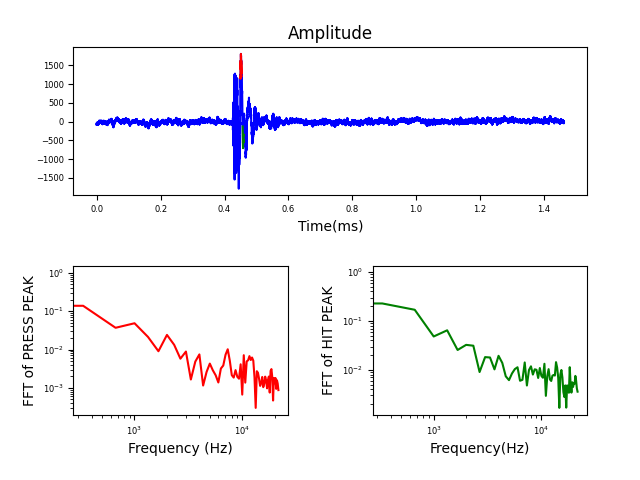 Amplitude
1500
1000
500
0
−500
−1000
−1500
0.0 0.2 0.4 0.6 0.8 1.0 1.2 1.4
Time(ms)
FFT of PRESS PEAK
10⁰
10⁻¹
10⁻²
10⁻³
10³ 10⁴
Frequency (Hz)
FFT of HIT PEAK
10⁰
10⁻¹
10⁻²
10³ 10⁴
Frequency(Hz)